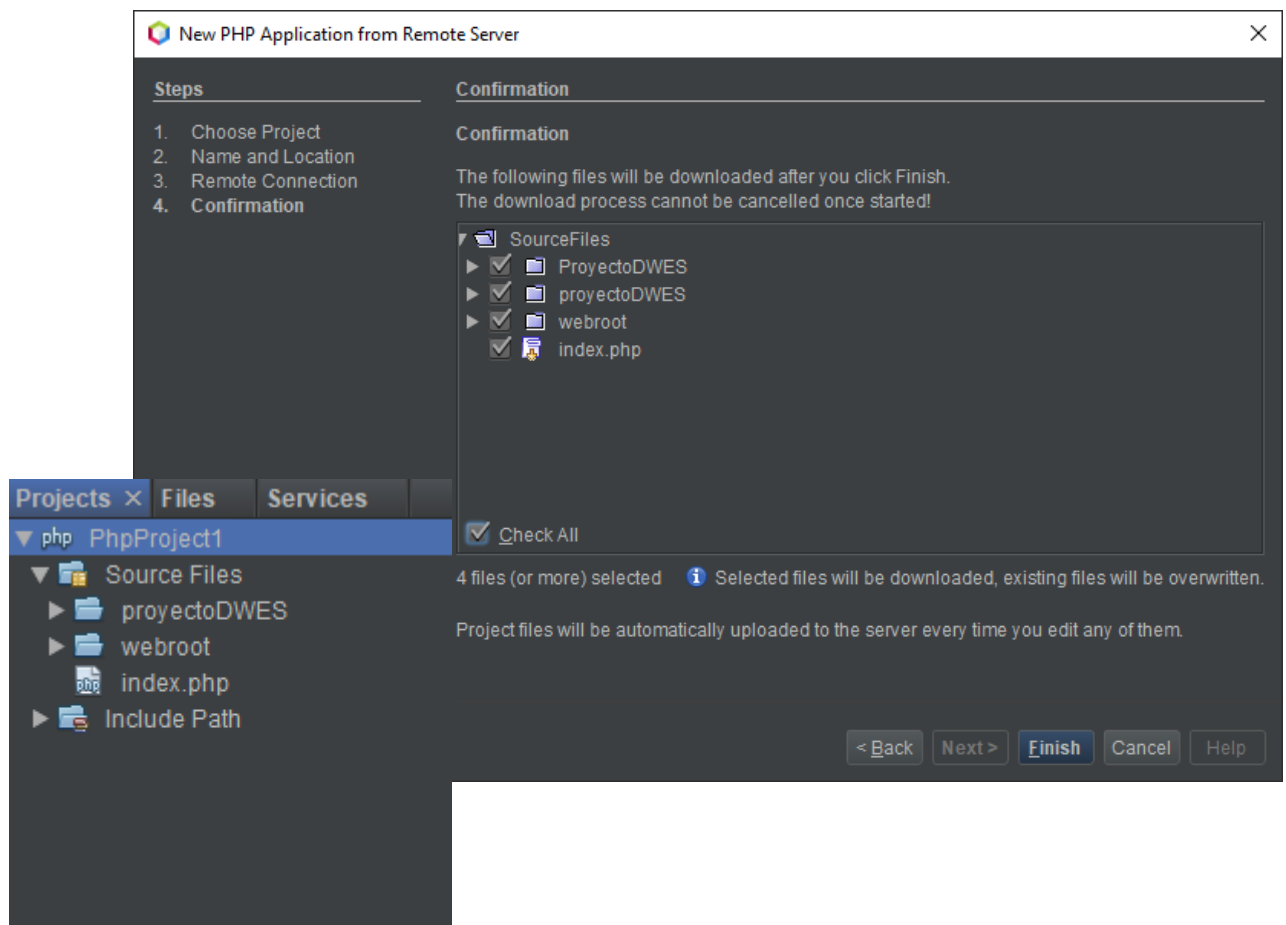 New PHP Application from Remote Server
Steps
1. Choose Project
2. Name and Location
3. Remote Connection
4. Confirmation
Confirmation
Confirmation
The following files will be downloaded after you click Finish.
The download process cannot be cancelled once started!
SourceFiles
ProyectoDWES
proyectoDWES
webroot
index.php
Check All
4 files (or more) selected
Selected files will be downloaded, existing files will be overwritten.
Project files will be automatically uploaded to the server every time you edit any of them.
< Back Next > Finish Cancel Help
Projects × Files Services
php PhpProject1
Source Files
proyectoDWES
webroot
php index.php
Include Path